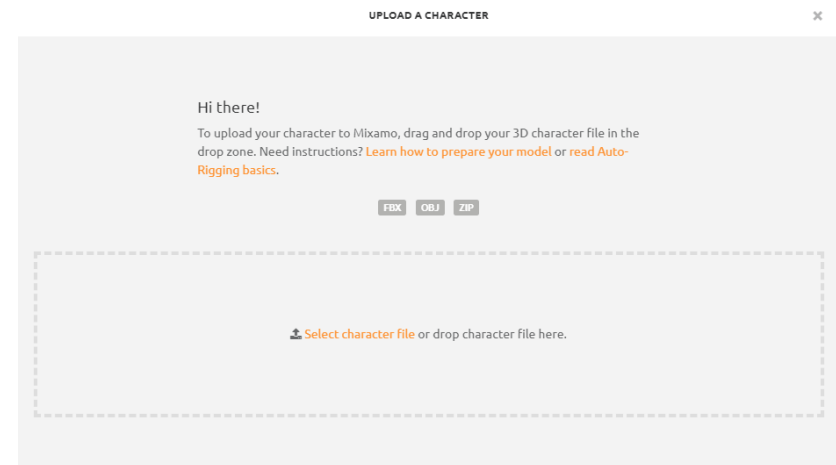 UPLOAD A CHARACTER
Hi there!
To upload your character to Mixamo, drag and drop your 3D character file in the
drop zone. Need instructions? Learn how to prepare your model or read Auto-
Rigging basics.
FBX OBJ ZIP
Select character file or drop character file here.